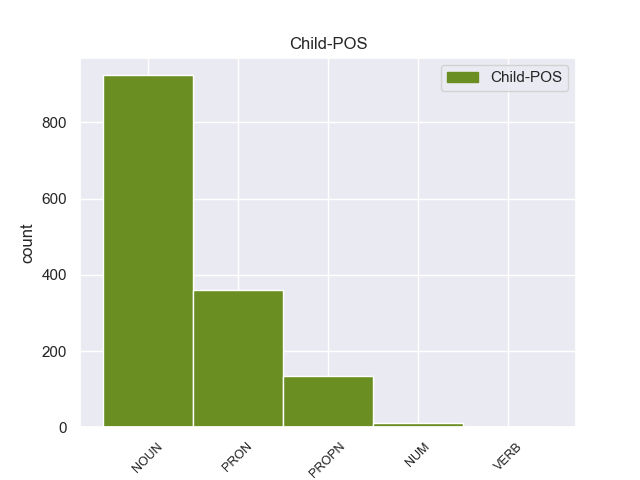 Child-POS
Child-POS
count
800
600
400
200
0
NOUN
PRON
PROPN
NUM
VERB